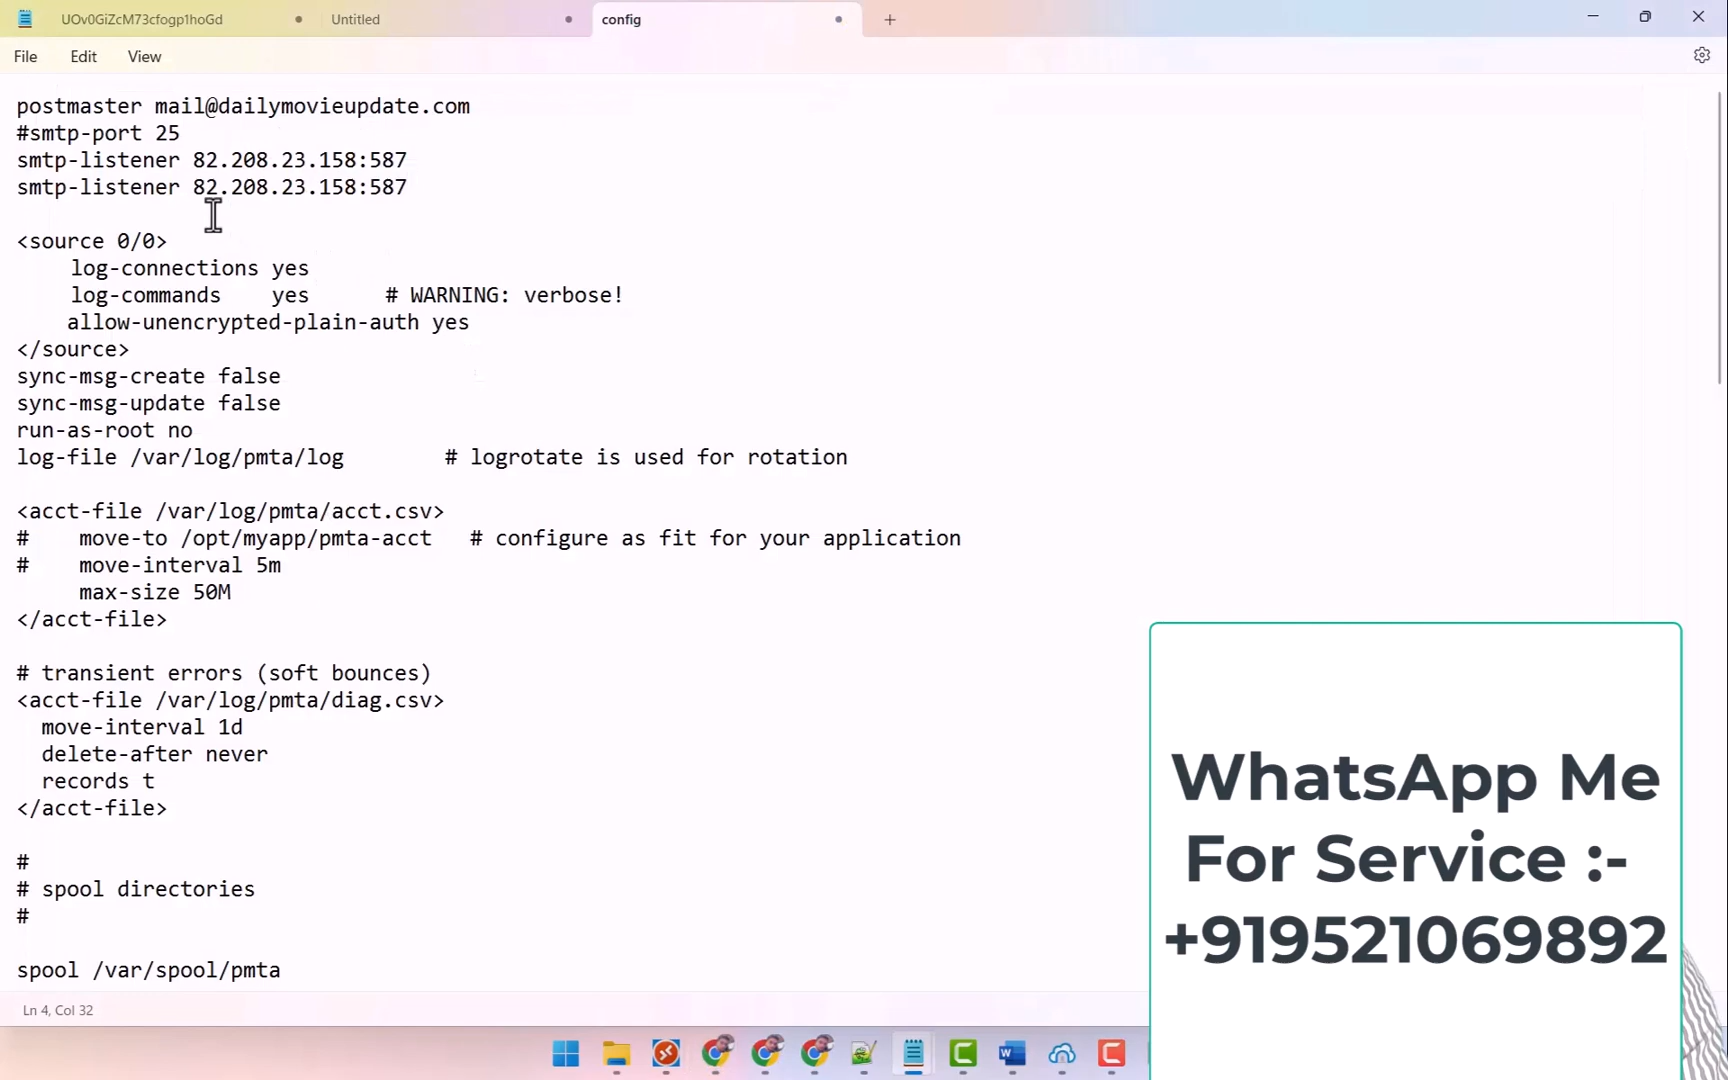 UOv0GiZcM73cfogp1hoGd
Untitled
config
File
Edit
View
postmaster mail@dailymovieupdate.com
#smtp-port 25
smtp-listener 82.208.23.158:587
smtp-listener 82.208.23.158:587
<source 0/0>
log-connections yes
log-commands yes # WARNING: verbose!
allow-unencrypted-plain-auth yes
</source>
sync-msg-create false
sync-msg-update false
run-as-root no
log-file /var/log/pmta/log # logrotate is used for rotation
<acct-file /var/log/pmta/acct.csv>
# move-to /opt/myapp/pmta-acct # configure as fit for your application
# move-interval 5m
max-size 50M
</acct-file>
# transient errors (soft bounces)
<acct-file /var/log/pmta/diag.csv>
move-interval 1d
delete-after never
records t
</acct-file>
#
# spool directories
#
spool /var/spool/pmta
Ln 4, Col 32
WhatsApp Me
For Service :-
+919521069892